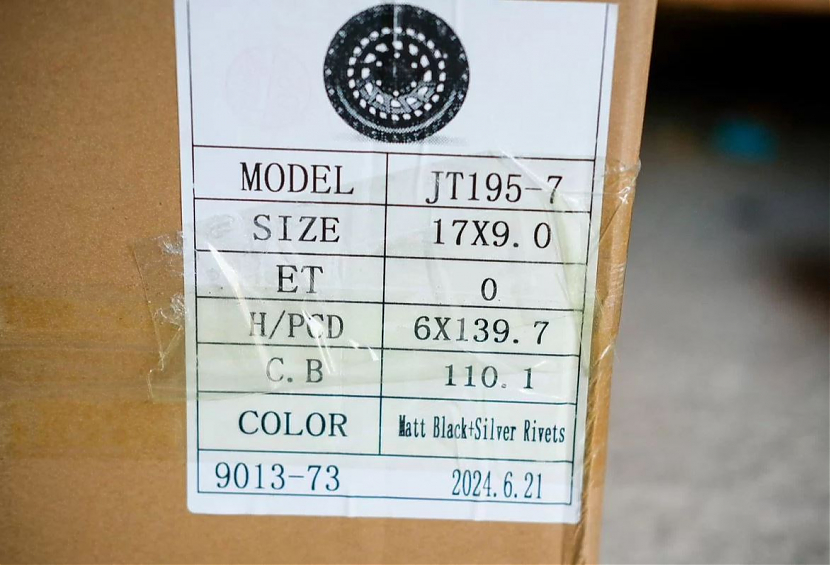 MODEL JT195-7
SIZE 17X9.0
ET 0
H/PCD 6X139.7
C.B 110.1
COLOR Matt Black+Silver Rivets
9013-73 2024.6.21